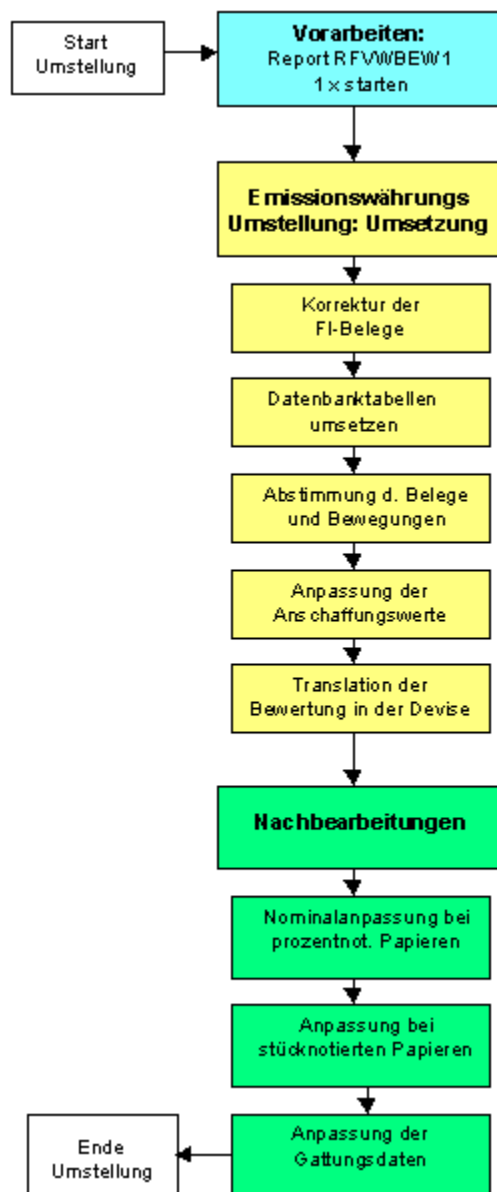 Start
Umstellung
Vorarbeiten:
Report RFVWBEW1
1 x starten
Emissionswährungs
Umstellung: Umsetzung
Korrektur der
FI-Belege
Datenbanktabellen
umsetzen
Abstimmung d. Belege
und Bewegungen
Anpassung der
Anschaffungswerte
Translation der
Bewertung in der Devise
Nachbearbeitungen
Nominalanpassung bei
prozentnot. Papieren
Anpassung bei
stücknotierten Papieren
Anpassung der
Gattungsdaten
Ende
Umstellung